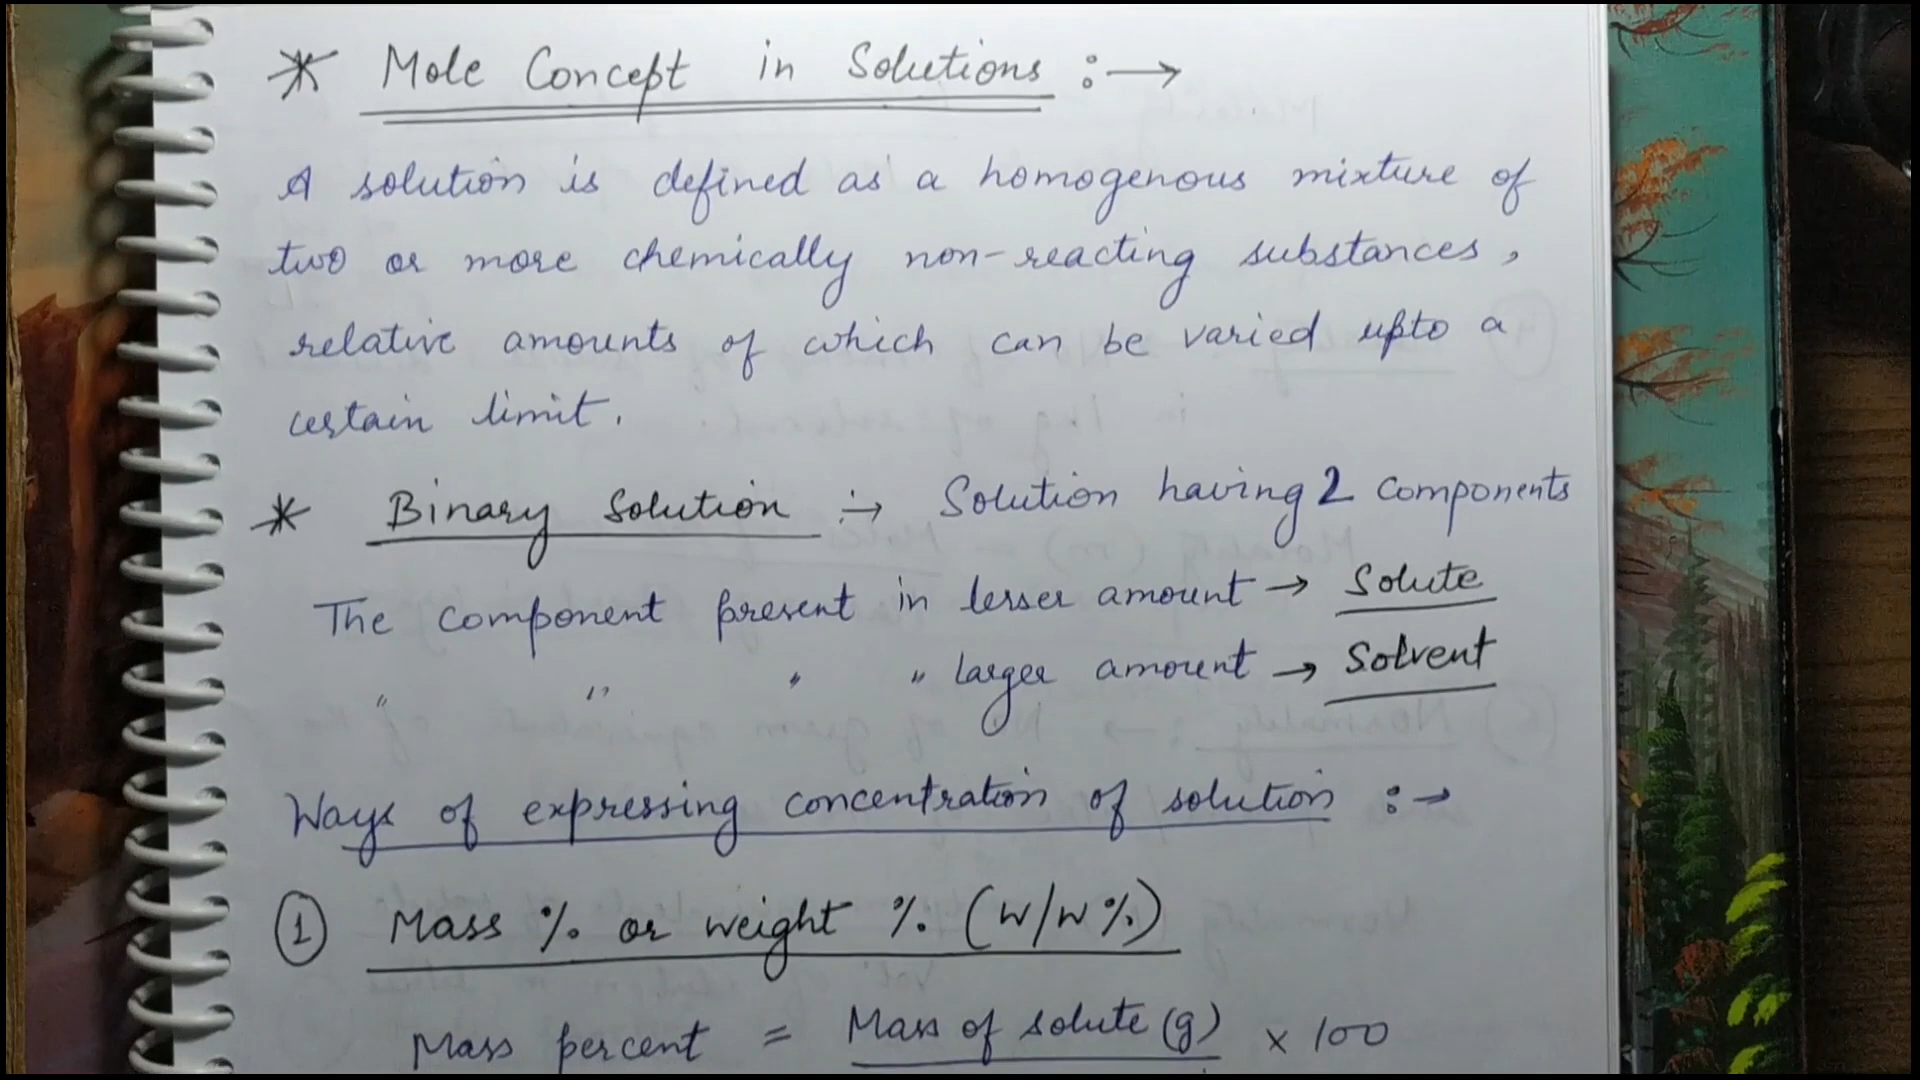 * Mole Concept in Solutions :→
A solution is defined as a homogenous mixture of
two or more chemically non-reacting substances,
relative amounts of which can be varied upto a
certain limit.
* Binary Solution :→ Solution having 2 components
The component present in lesser amount → Solute
" " " " larger amount → Solvent
Ways of expressing concentration of solution :→
① Mass % or weight % (W/W%)
Mass percent = Mass of solute (g) × 100